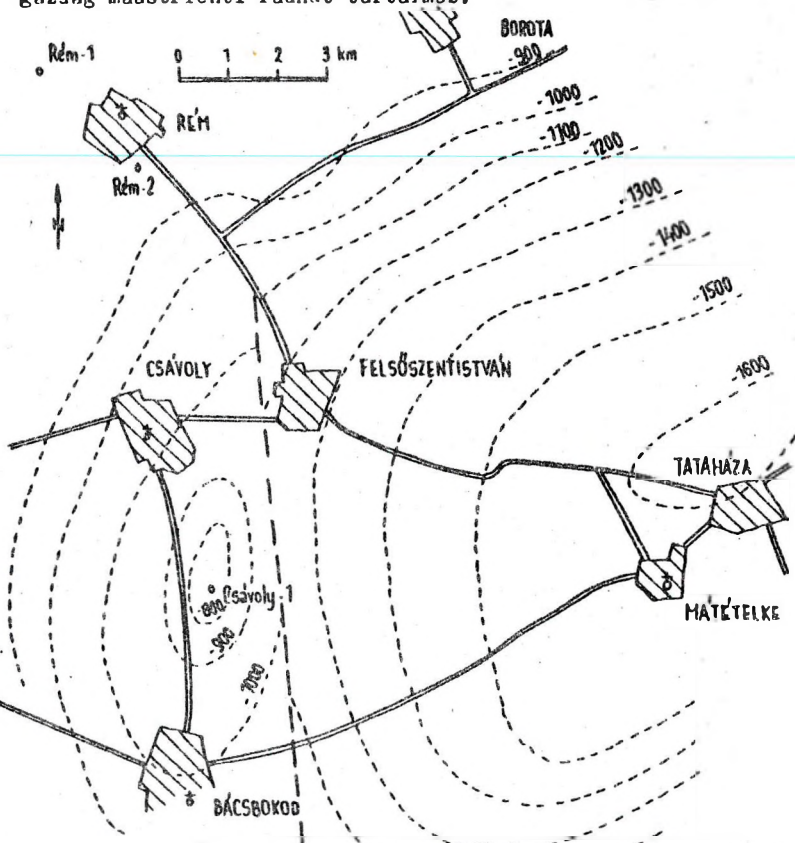 Rém-1
0 1 2 3 km
BOROTA
-900
-1000
-1100
-1200
-1300
-1400
-1500
-1600
RÉM
Rém-2
CSÁVOLY
FELSŐSZENTISTVÁN
TATAHÁZA
MÁTÉTELKE
Csávoly-1
-800
-900
-1000
BÁCSBOKOD